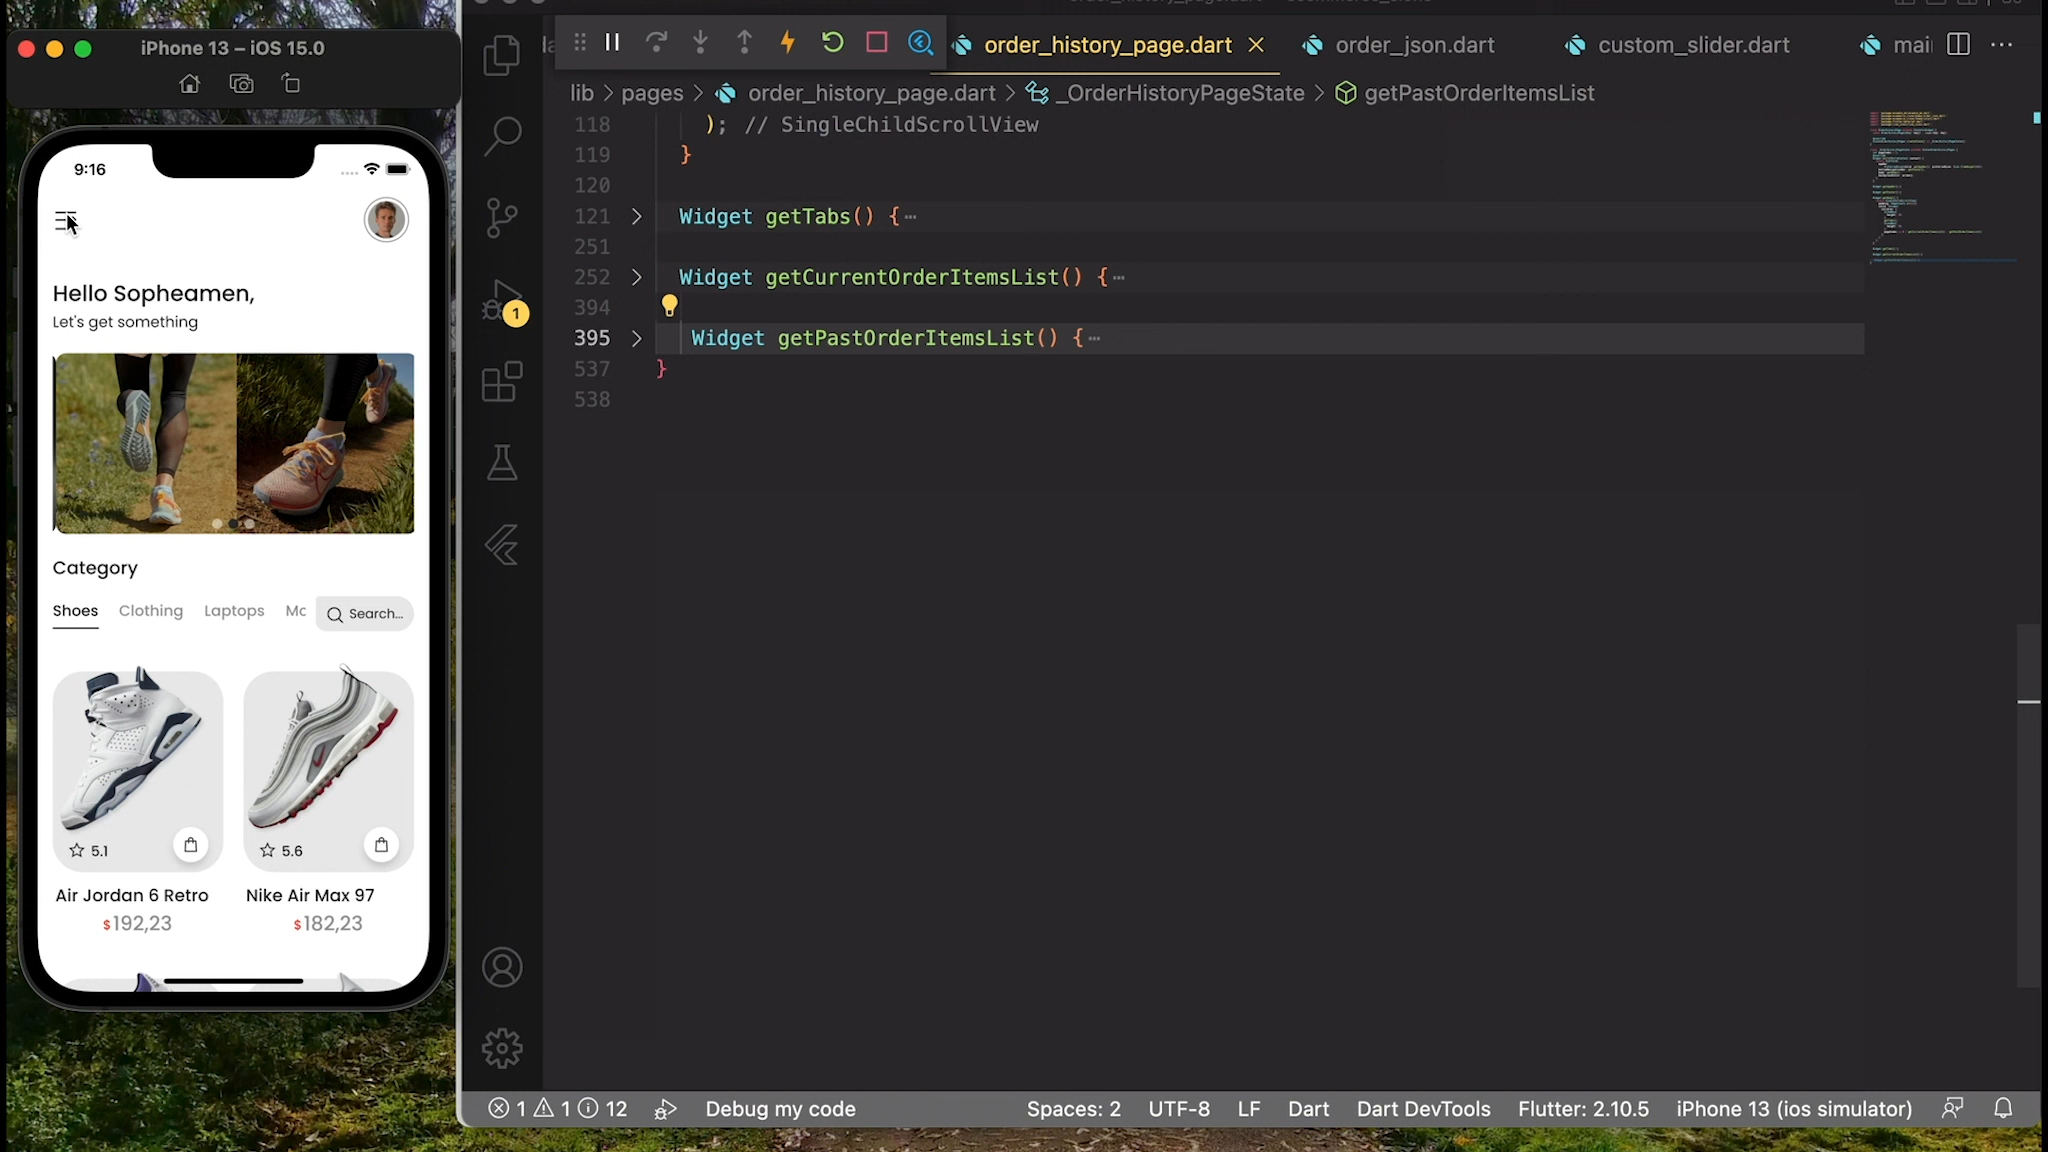 iPhone 13 – iOS 15.0
9:16
Hello Sopheamen,
Let's get something
Category
Shoes Clothing Laptops Mc Search...
5.1
5.6
Air Jordan 6 Retro
Nike Air Max 97
$192,23
$182,23
order_history_page.dart order_json.dart custom_slider.dart mai
lib > pages > order_history_page.dart > _OrderHistoryPageState > getPastOrderItemsList
118 ); // SingleChildScrollView
119 }
120
121 Widget getTabs() {…
251
252 Widget getCurrentOrderItemsList() {…
394
395 Widget getPastOrderItemsList() {…
537 }
538
1
1 1 12 Debug my code Spaces: 2 UTF-8 LF Dart Dart DevTools Flutter: 2.10.5 iPhone 13 (ios simulator)